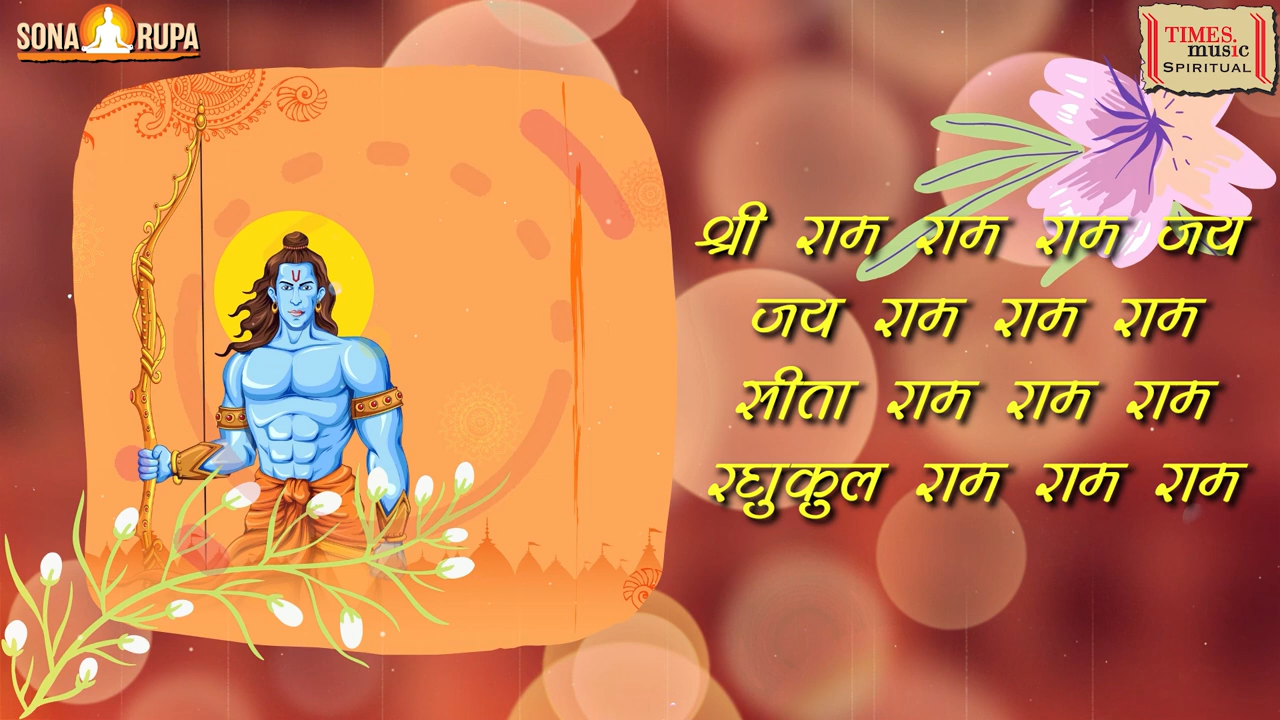 SONA RUPA
TIMES.
music
SPIRITUAL
श्री राम राम राम जय
जय राम राम राम
सीता राम राम राम
रघुकुल राम राम राम